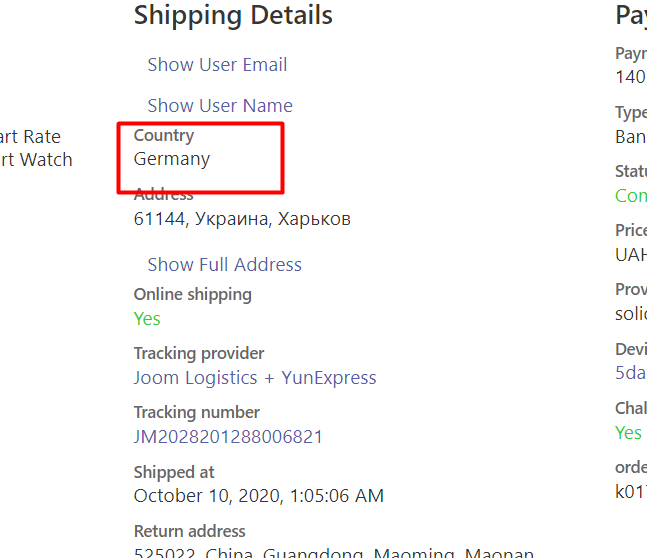 Shipping Details
Show User Email
Show User Name
Country
Germany
Address
61144, Украина, Харьков
Show Full Address
Online shipping
Yes
Tracking provider
Joom Logistics + YunExpress
Tracking number
JM2028201288006821
Shipped at
October 10, 2020, 1:05:06 AM
Return address
525022, China, Guangdong, Maoming, Maonan
art Rate
rt Watch
Pa
Payr
140
Type
Ban
Statu
Con
Price
UAH
Prov
solid
Devi
5da
Chal
Yes
orde
k017